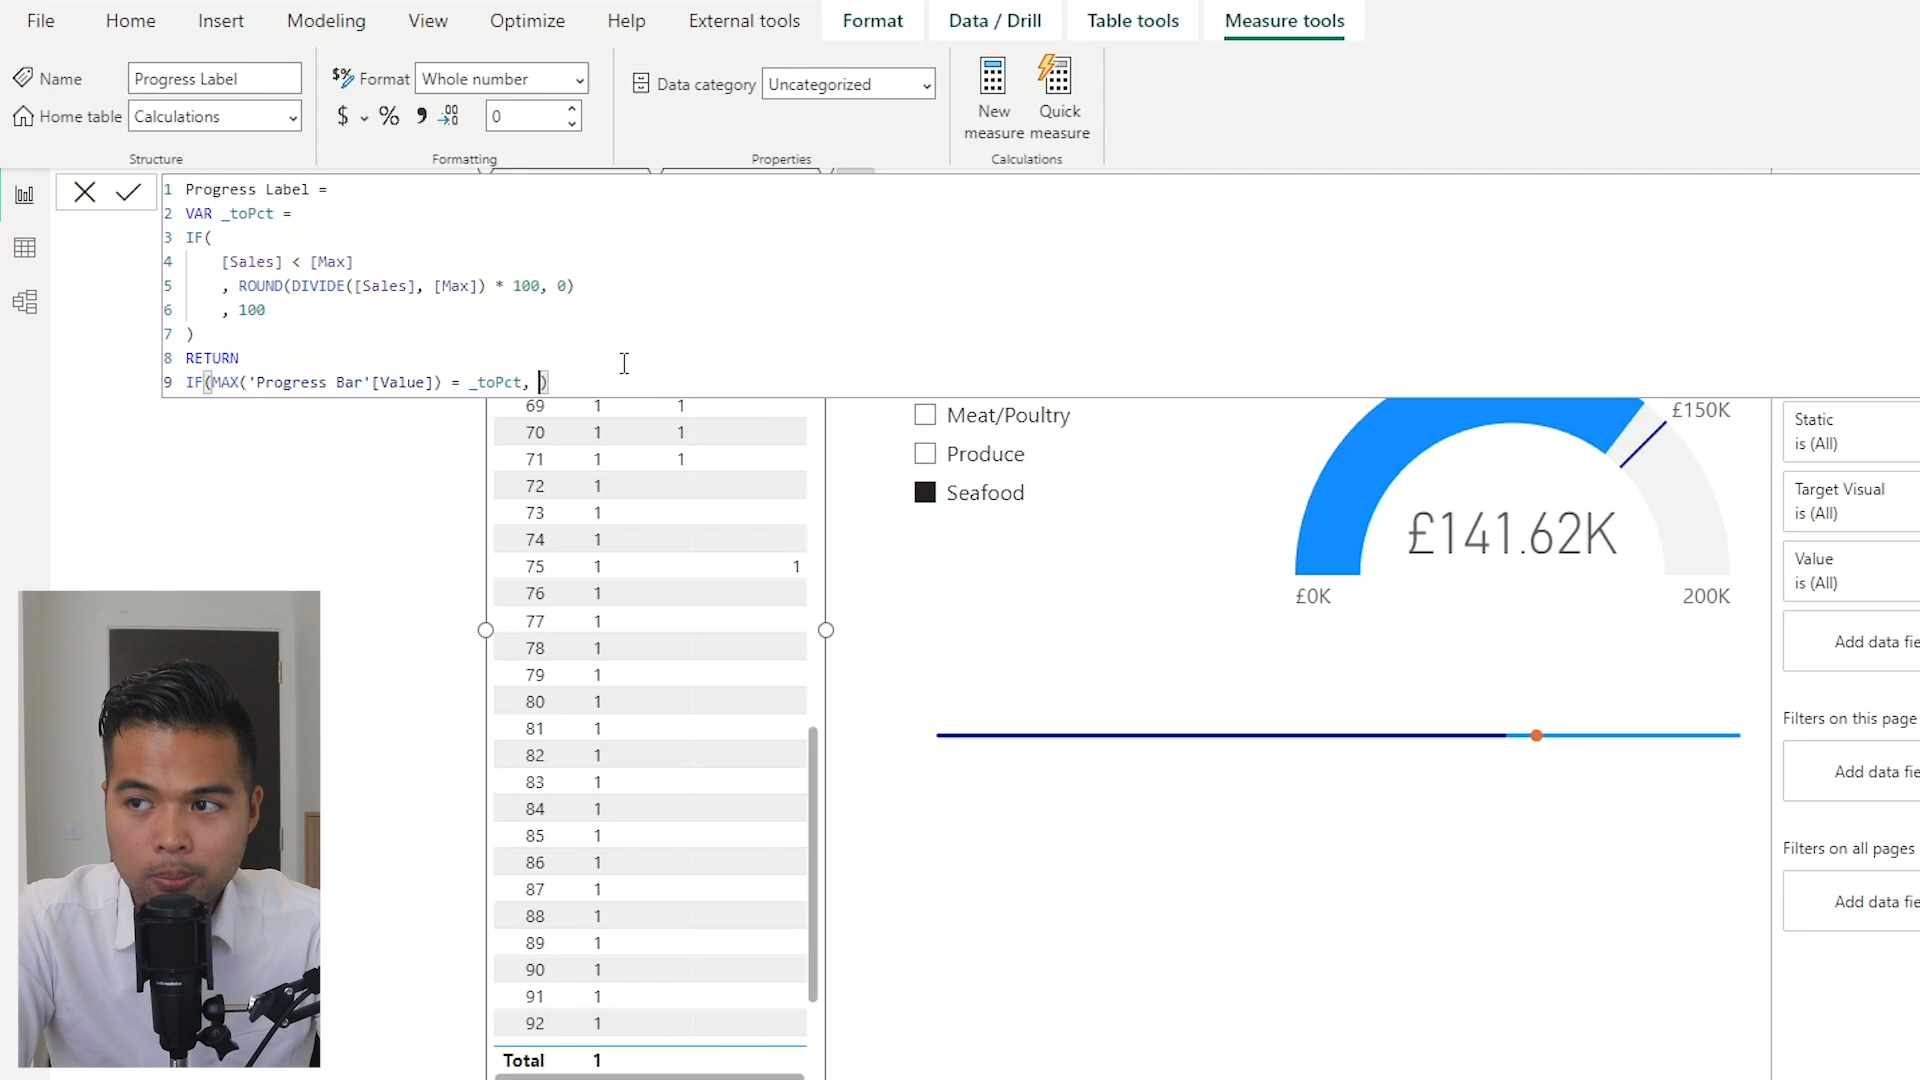 File Home Insert Modeling View Optimize Help External tools Format Data / Drill Table tools Measure tools
Name Progress Label
Home table Calculations
Structure
Format Whole number
$ % , 0
Formatting
Data category Uncategorized
Properties
New measure
Quick measure
Calculations
1 Progress Label =
2 VAR _toPct =
3 IF(
4 [Sales] < [Max]
5 , ROUND(DIVIDE([Sales], [Max]) * 100, 0)
6 , 100
7 )
8 RETURN
9 IF(MAX('Progress Bar'[Value]) = _toPct, )
69 1 1
70 1 1
71 1 1
72 1
73 1
74 1
75 1 1
76 1
77 1
78 1
79 1
80 1
81 1
82 1
83 1
84 1
85 1
86 1
87 1
88 1
89 1
90 1
91 1
92 1
Total 1
Meat/Poultry
Produce
Seafood
£150K
£141.62K
£0K 200K
Static
is (All)
Target Visual
is (All)
Value
is (All)
Add data fie
Filters on this page
Add data fie
Filters on all pages
Add data fie